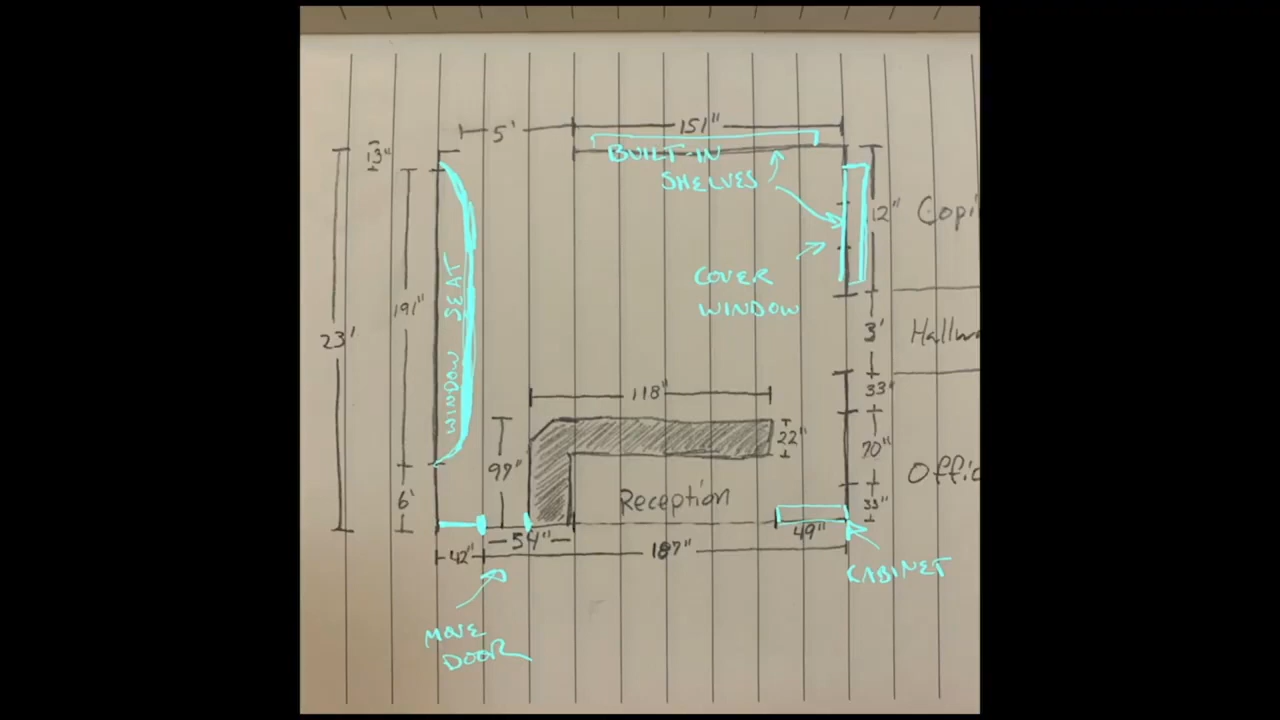 5'
151"
13"
BUILT-IN
SHELVES
12"
Copi
191"
WINDOW SEAT
COVER
WINDOW
23'
3'
Hallw
118"
33"
22"
70"
97"
6'
Reception
Offic
33"
49"
54"
42"
187"
CABINET
MOVE
DOOR